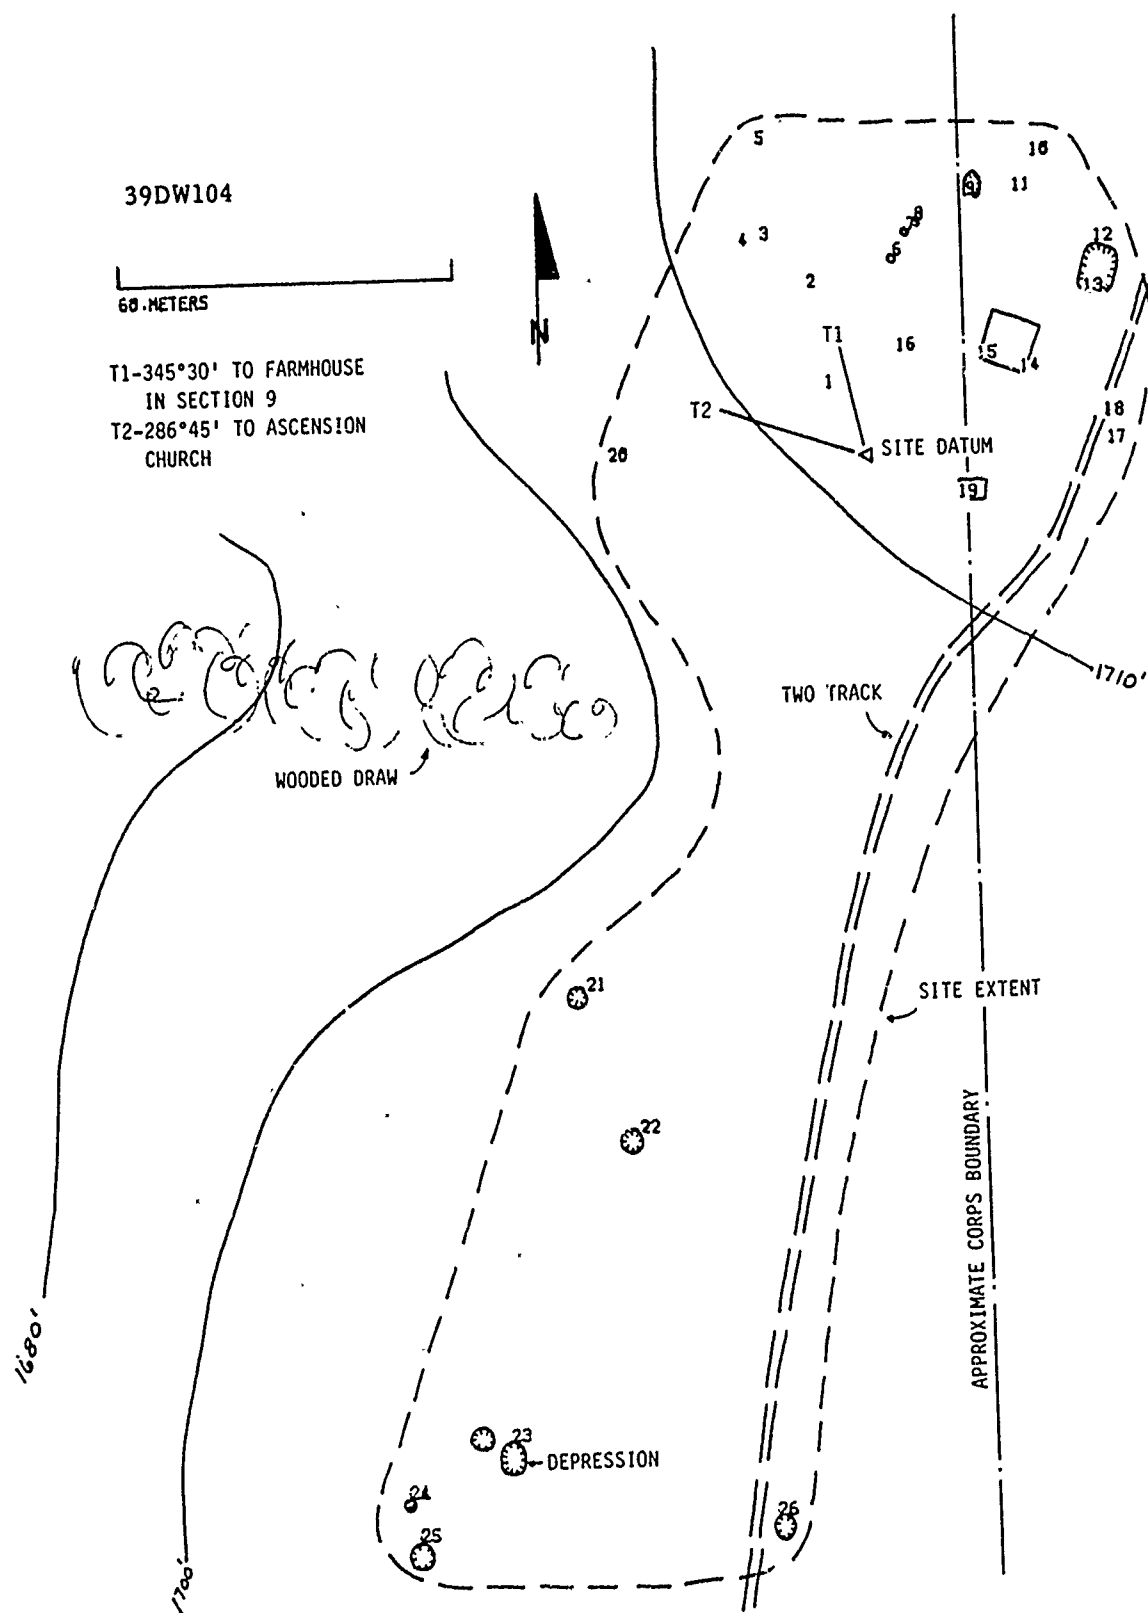 39DW104
60 METERS
N
T1-345°30' TO FARMHOUSE
IN SECTION 9
T2-286°45' TO ASCENSION
CHURCH
5
10
9
11
8
7
6
4
3
2
12
13
T1
16
15
14
1
T2
18
17
SITE DATUM
20
19
1710'
TWO TRACK
WOODED DRAW
21
SITE EXTENT
22
APPROXIMATE CORPS BOUNDARY
1680'
23
DEPRESSION
24
25
26
1700'